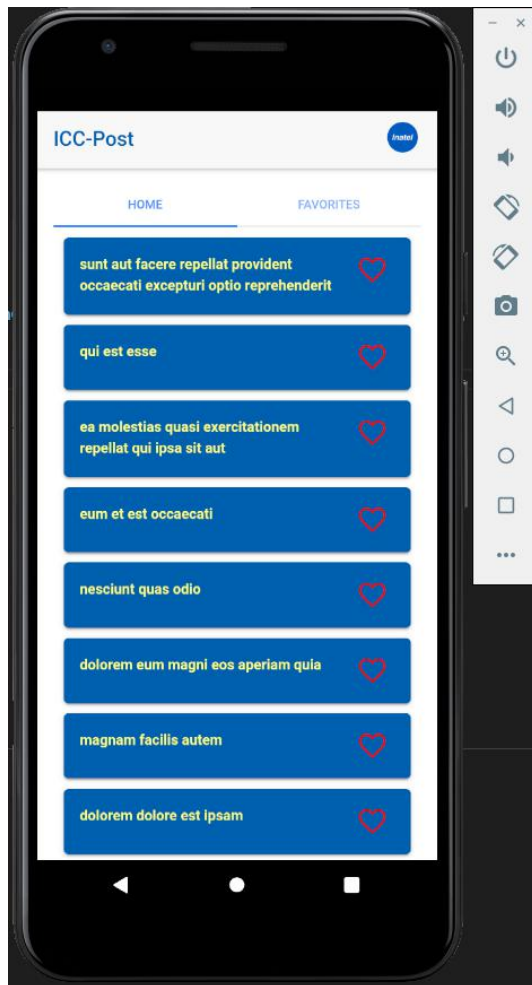 ICC-Post
Inatel
HOME
FAVORITES
sunt aut facere repellat provident
occaecati excepturi optio reprehenderit
qui est esse
ea molestias quasi exercitationem
repellat qui ipsa sit aut
eum et est occaecati
nesciunt quas odio
dolorem eum magni eos aperiam quia
magnam facilis autem
dolorem dolore est ipsam